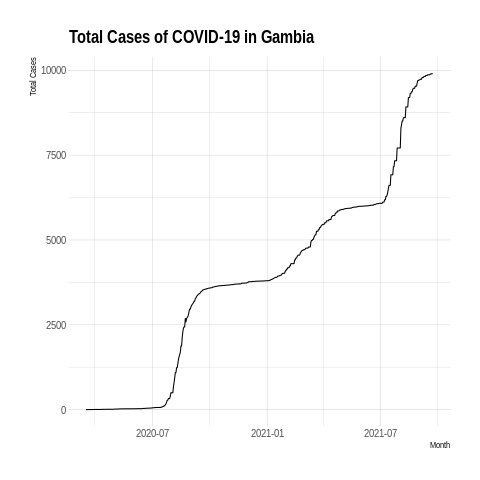 Total Cases of COVID-19 in Gambia
Total Cases
10000
7500
5000
2500
0
2020-07
2021-01
2021-07
Month